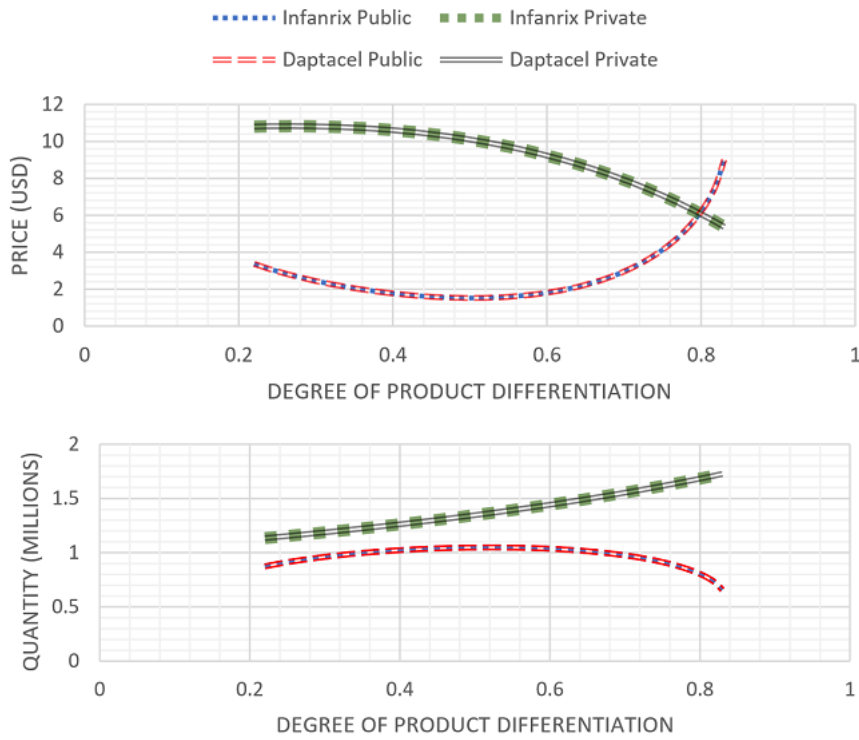 Infanrix Public Infanrix Private
Daptacel Public Daptacel Private
12
10
8
6
4
2
0
PRICE (USD)
0 0.2 0.4 0.6 0.8 1
DEGREE OF PRODUCT DIFFERENTIATION
2
1.5
1
0.5
0
QUANTITY (MILLIONS)
0 0.2 0.4 0.6 0.8 1
DEGREE OF PRODUCT DIFFERENTIATION